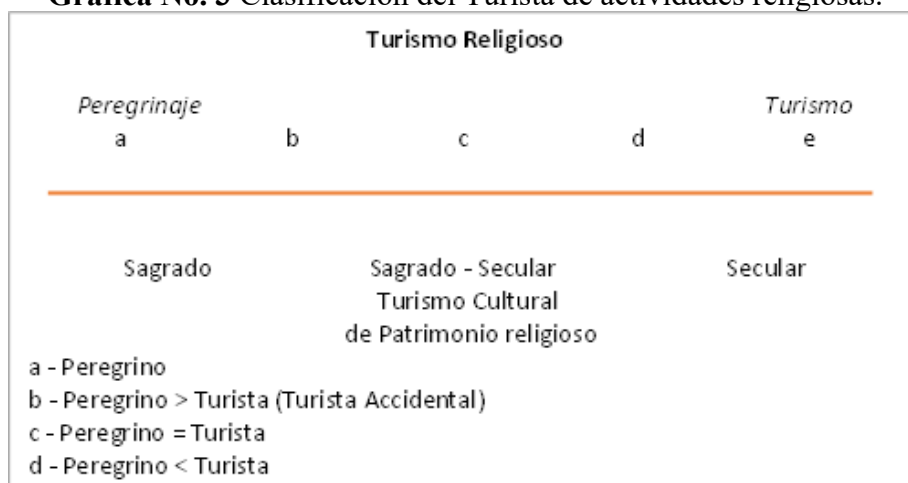 Gráfica No. 3 Clasificación del Turista de actividades religiosas.
Turismo Religioso
Peregrinaje Turismo
a b c d e
Sagrado Sagrado - Secular Secular
Turismo Cultural
de Patrimonio religioso
a - Peregrino
b - Peregrino > Turista (Turista Accidental)
c - Peregrino = Turista
d - Peregrino < Turista